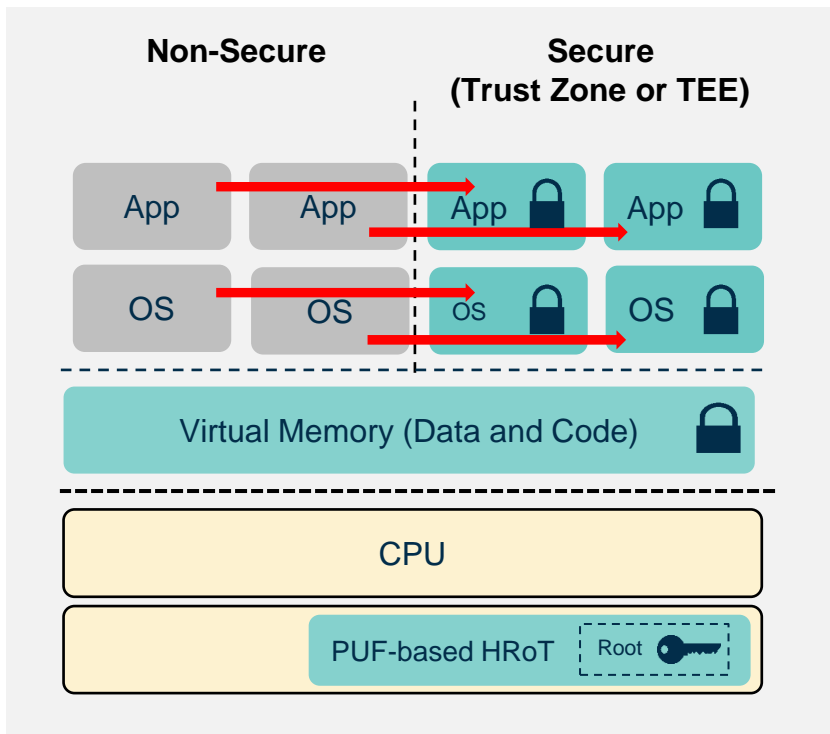 Non-Secure
Secure
(Trust Zone or TEE)
App
App
App
App
OS
OS
OS
OS
Virtual Memory (Data and Code)
CPU
PUF-based HRoT
Root